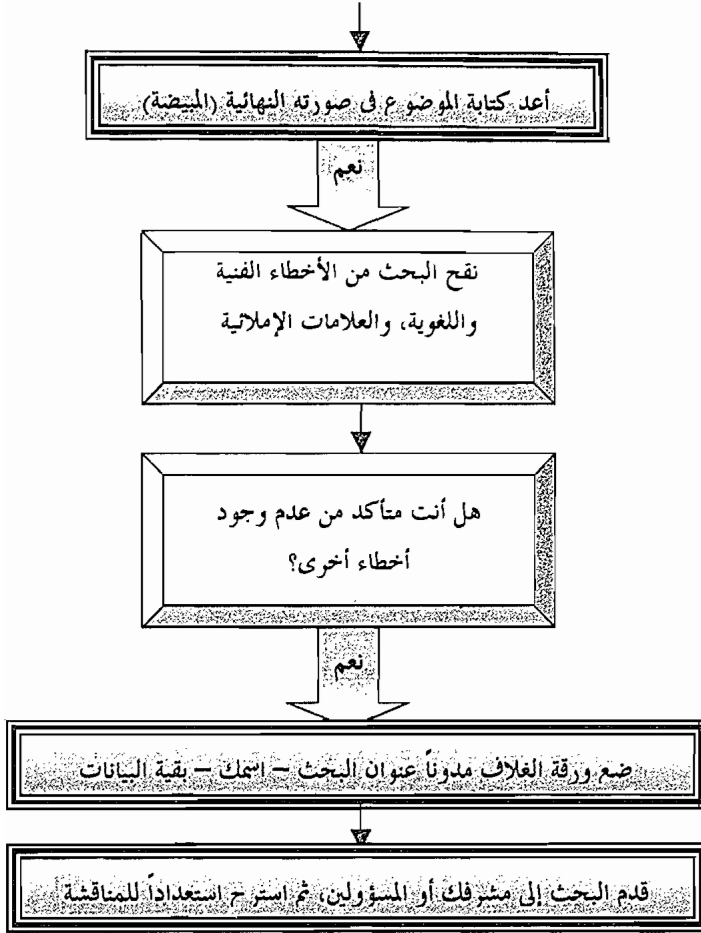 أعد كتابة الموضوع فى صورته النهائية (المبيضة)
نعم
نقح البحث من الأخطاء الفنية
واللغوية، والعلامات الإملائية
هل أنت متأكد من عدم وجود
أخطاء أخرى؟
نعم
ضع ورقة الغلاف مدوناً عنوان البحث – اسمك – بقية البيانات
قدم البحث إلى مشرفك أو المسؤولين، ثم استرح استعداداً للمناقشة